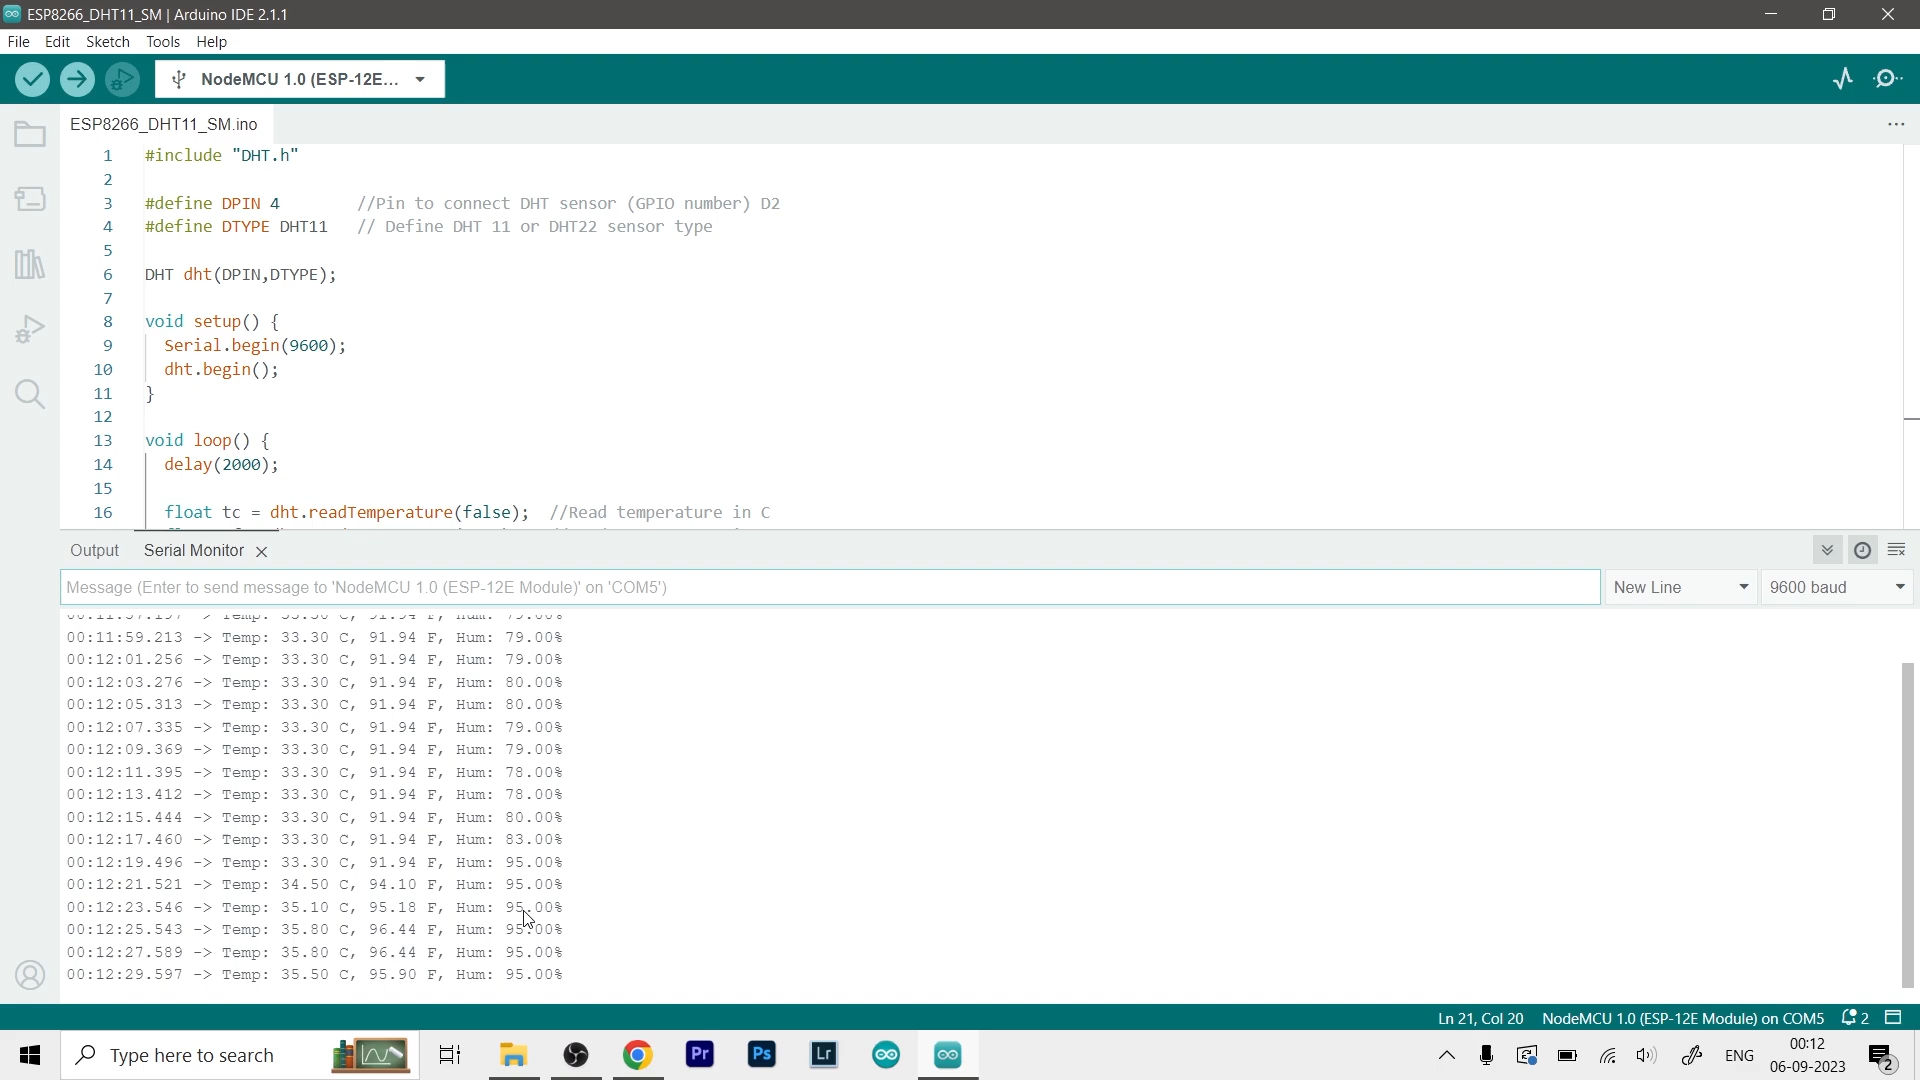 ESP8266_DHT11_SM | Arduino IDE 2.1.1
File Edit Sketch Tools Help
NodeMCU 1.0 (ESP-12E...
ESP8266_DHT11_SM.ino
1 #include "DHT.h"
2
3 #define DPIN 4 //Pin to connect DHT sensor (GPIO number) D2
4 #define DTYPE DHT11 // Define DHT 11 or DHT22 sensor type
5
6 DHT dht(DPIN,DTYPE);
7
8 void setup() {
9 Serial.begin(9600);
10 dht.begin();
11 }
12
13 void loop() {
14 delay(2000);
15
16 float tc = dht.readTemperature(false); //Read temperature in C
Output Serial Monitor
Message (Enter to send message to 'NodeMCU 1.0 (ESP-12E Module)' on 'COM5')
New Line 9600 baud
00:11:59.213 -> Temp: 33.30 C, 91.94 F, Hum: 79.00%
00:12:01.256 -> Temp: 33.30 C, 91.94 F, Hum: 79.00%
00:12:03.276 -> Temp: 33.30 C, 91.94 F, Hum: 80.00%
00:12:05.313 -> Temp: 33.30 C, 91.94 F, Hum: 80.00%
00:12:07.335 -> Temp: 33.30 C, 91.94 F, Hum: 79.00%
00:12:09.369 -> Temp: 33.30 C, 91.94 F, Hum: 79.00%
00:12:11.395 -> Temp: 33.30 C, 91.94 F, Hum: 78.00%
00:12:13.412 -> Temp: 33.30 C, 91.94 F, Hum: 78.00%
00:12:15.444 -> Temp: 33.30 C, 91.94 F, Hum: 80.00%
00:12:17.460 -> Temp: 33.30 C, 91.94 F, Hum: 83.00%
00:12:19.496 -> Temp: 33.30 C, 91.94 F, Hum: 95.00%
00:12:21.521 -> Temp: 34.50 C, 94.10 F, Hum: 95.00%
00:12:23.546 -> Temp: 35.10 C, 95.18 F, Hum: 95.00%
00:12:25.543 -> Temp: 35.80 C, 96.44 F, Hum: 95.00%
00:12:27.589 -> Temp: 35.80 C, 96.44 F, Hum: 95.00%
00:12:29.597 -> Temp: 35.50 C, 95.90 F, Hum: 95.00%
Ln 21, Col 20 NodeMCU 1.0 (ESP-12E Module) on COM5 2
Type here to search
Pr Ps Lr
ENG
00:12
06-09-2023
2